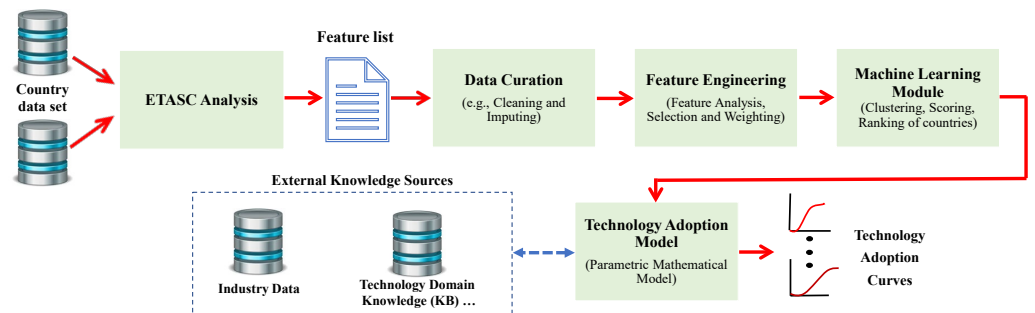 Country
data set
ETASC Analysis
Feature list
Data Curation
(e.g., Cleaning and
Imputing)
Feature Engineering
(Feature Analysis,
Selection and Weighting)
Machine Learning
Module
(Clustering, Scoring,
Ranking of countries)
External Knowledge Sources
Industry Data
Technology Domain
Knowledge (KB) …
Technology Adoption
Model
(Parametric Mathematical
Model)
Technology
Adoption
Curves